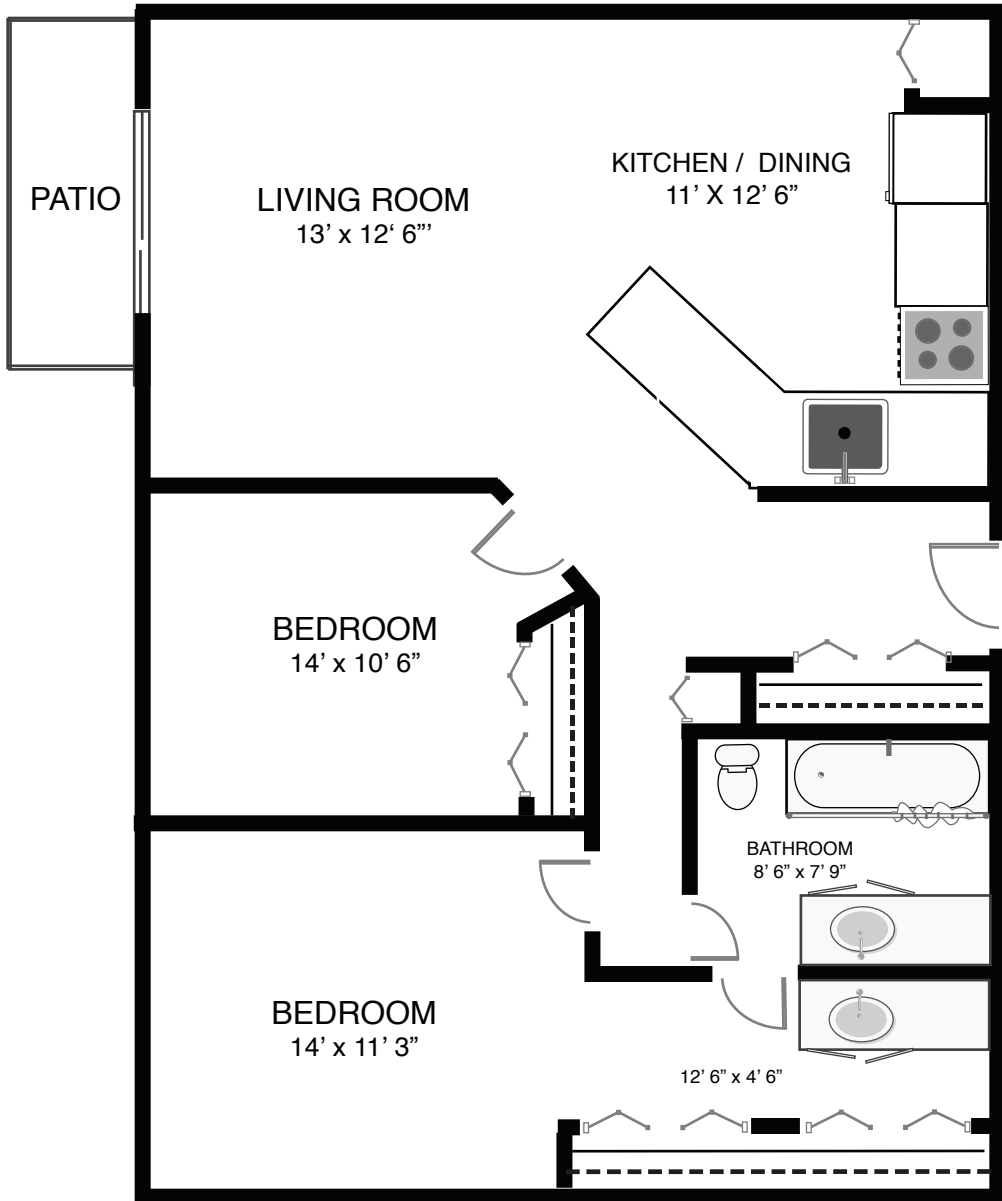 PATIO
LIVING ROOM
13’ x 12‘ 6”’
KITCHEN / DINING
11’ X 12’ 6”
BEDROOM
14’ x 10’ 6”
BATHROOM
8’ 6” x 7’ 9”
BEDROOM
14’ x 11’ 3”
12’ 6” x 4’ 6”